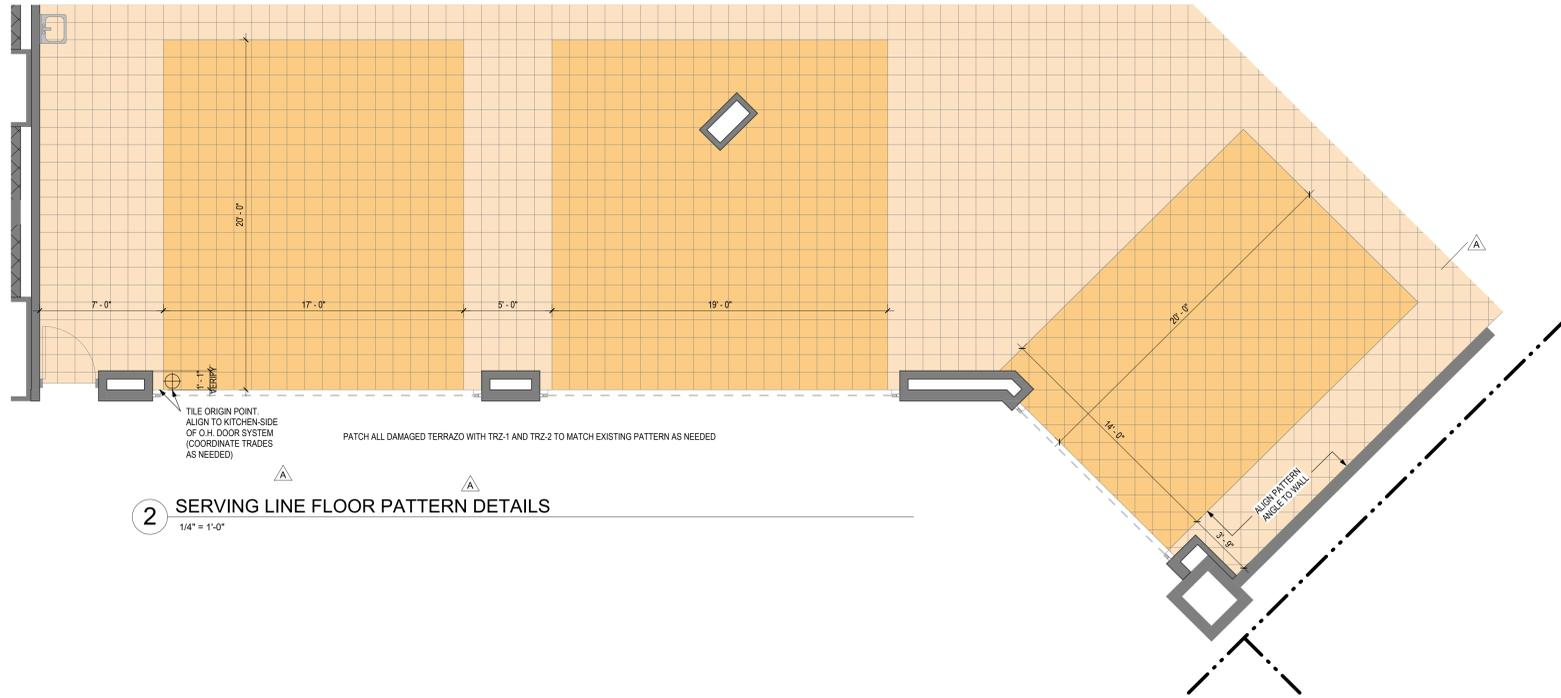 20' - 0"
7' - 0"
17' - 0"
5' - 0"
19' - 0"
20' - 0"
A
1' - 1"
VERIFY
TILE ORIGIN POINT.
ALIGN TO KITCHEN-SIDE
OF O.H. DOOR SYSTEM
(COORDINATE TRADES
AS NEEDED)
PATCH ALL DAMAGED TERRAZO WITH TRZ-1 AND TRZ-2 TO MATCH EXISTING PATTERN AS NEEDED
14' - 0"
ALIGN PATTERN
ANGLE TO WALL
3' - 9"
A
A
2
SERVING LINE FLOOR PATTERN DETAILS
1/4" = 1'-0"